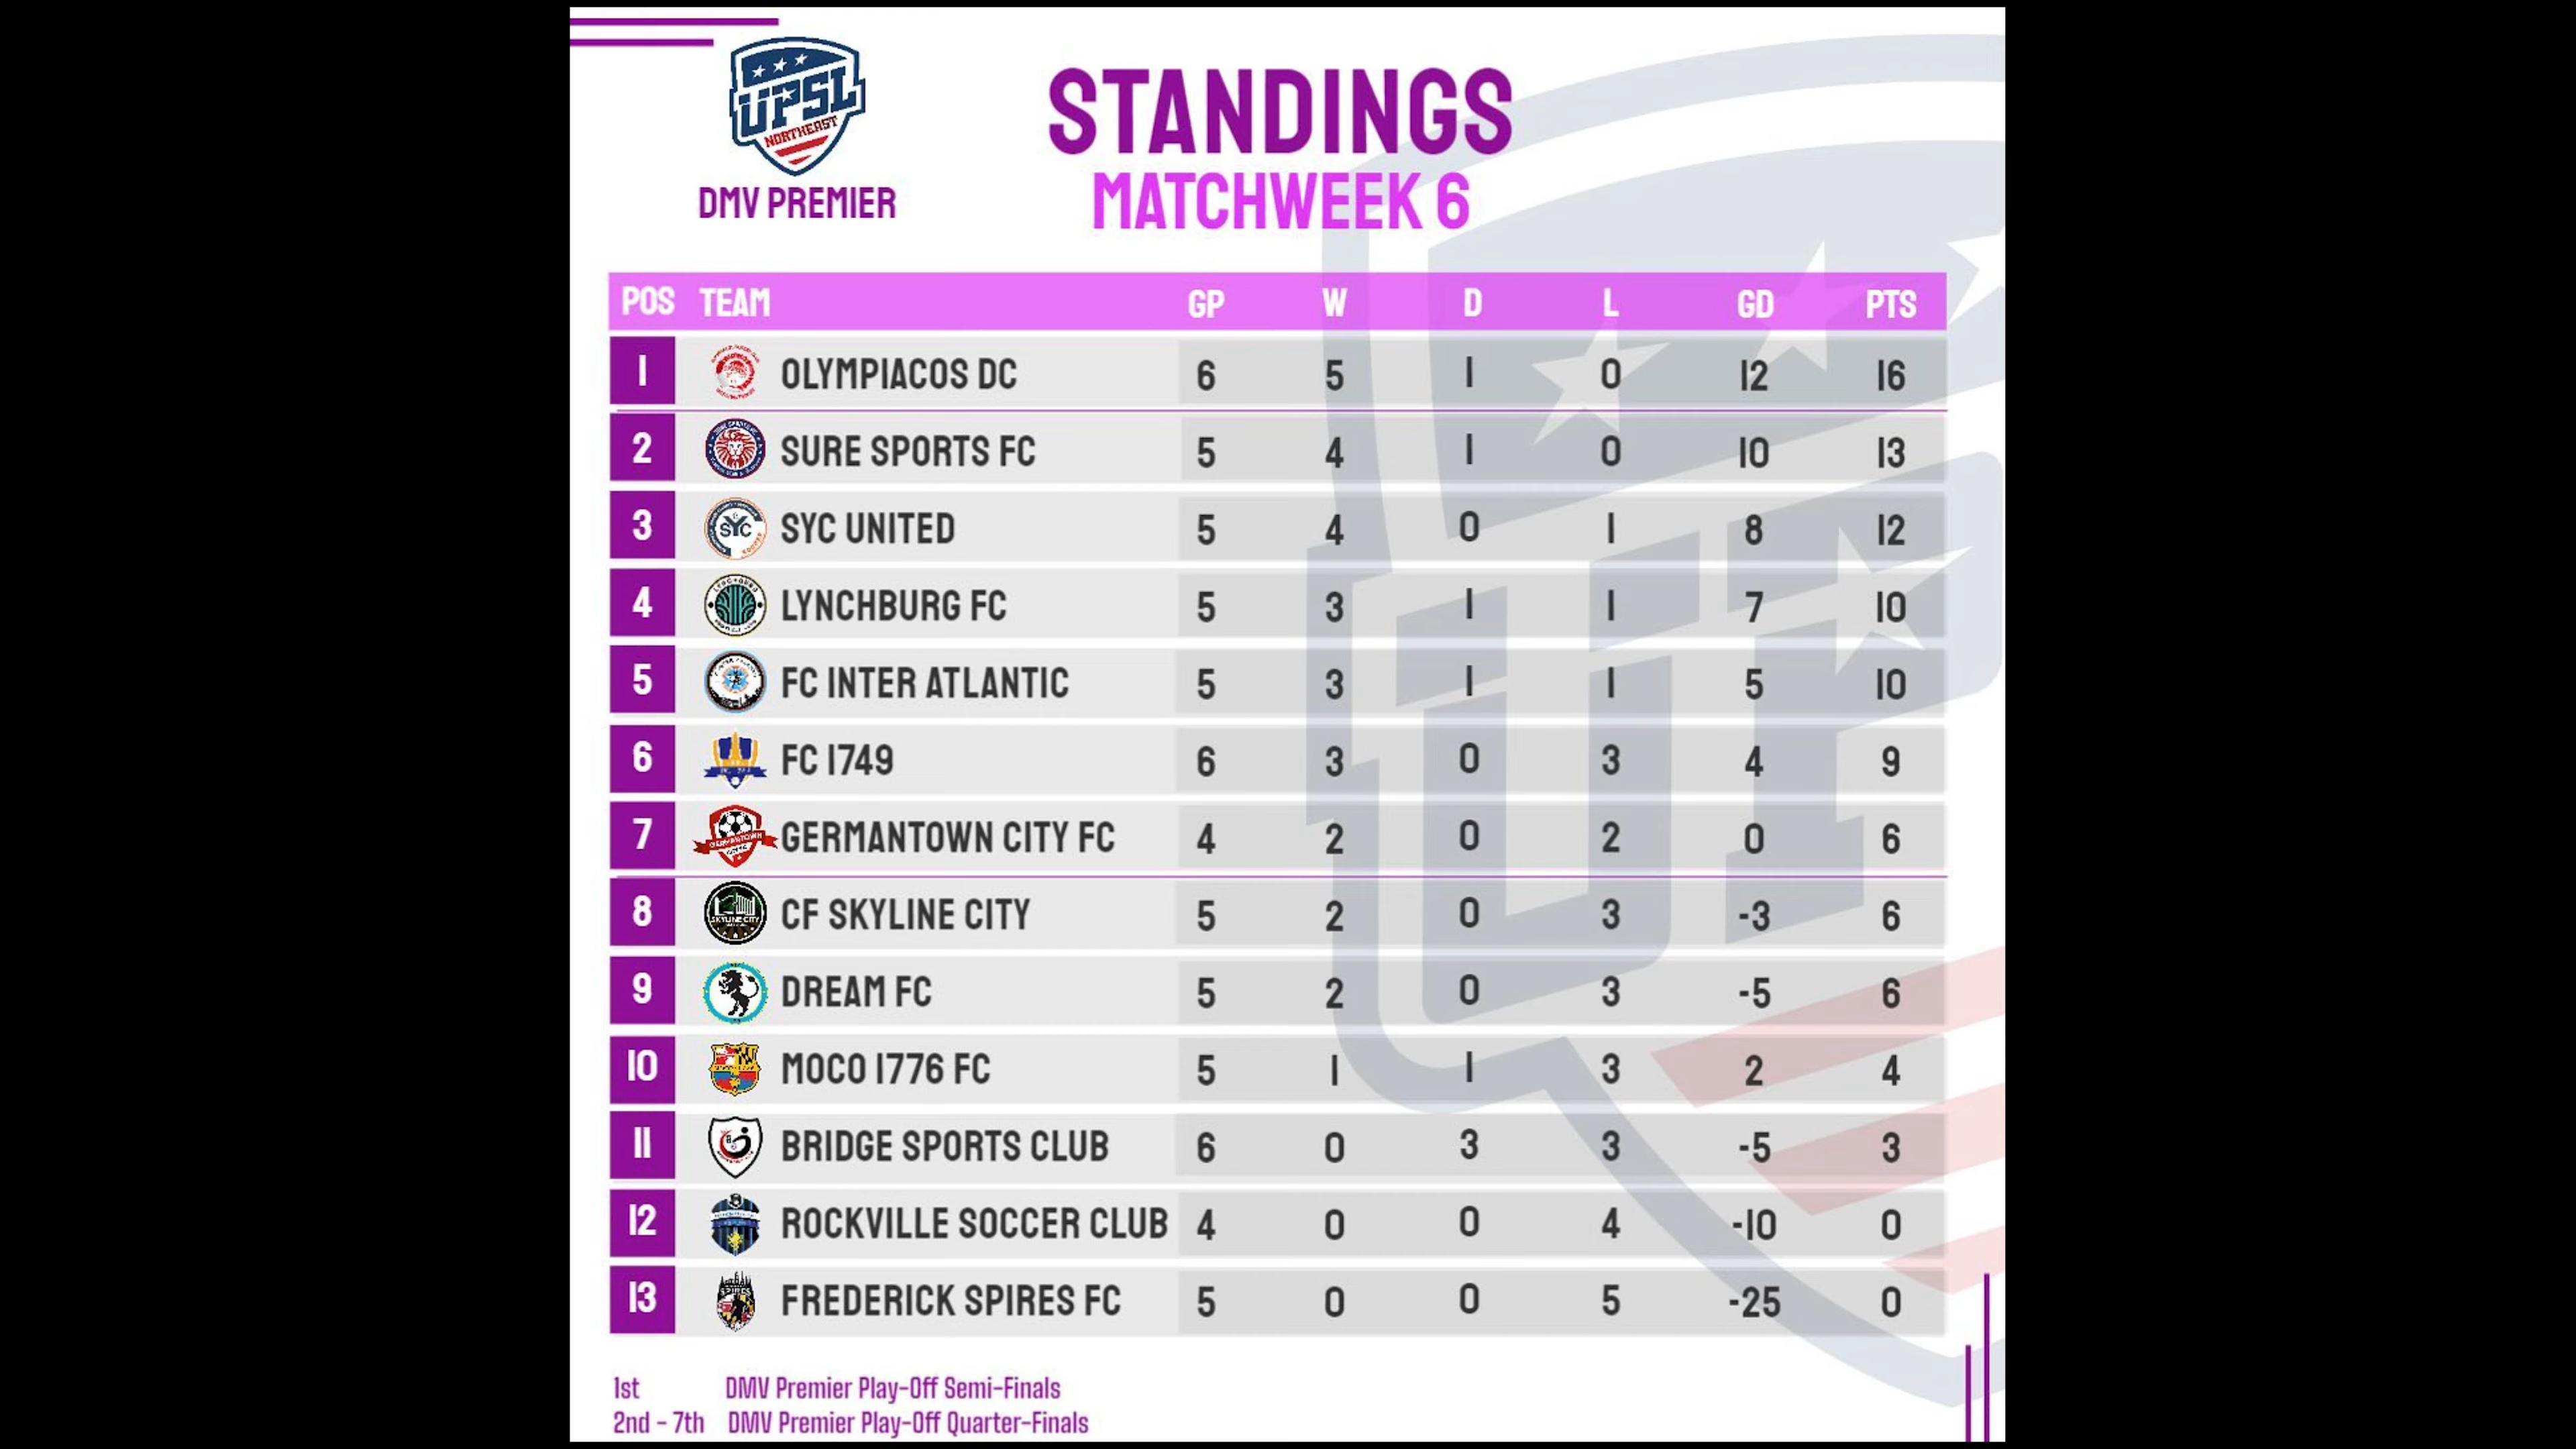 UPSL
NORTHEAST
DMV PREMIER
STANDINGS
MATCHWEEK 6
POS TEAM GP W D L GD PTS
1 OLYMPIACOS DC 6 5 1 0 12 16
2 SURE SPORTS FC 5 4 1 0 10 13
3 SYC SYC UNITED 5 4 0 1 8 12
4 LYNCHBURG FC 5 3 1 1 7 10
5 FC INTER ATLANTIC 5 3 1 1 5 10
6 FC 1749 6 3 0 3 4 9
7 GERMANTOWN GERMANTOWN CITY FC 4 2 0 2 0 6
8 SKYLINE CITY CF SKYLINE CITY 5 2 0 3 -3 6
9 DREAM FC 5 2 0 3 -5 6
10 MOCO 1776 FC 5 1 1 3 2 4
11 BRIDGE SPORTS CLUB 6 0 3 3 -5 3
12 ROCKVILLE SOCCER CLUB 4 0 0 4 -10 0
13 SPIRES FREDERICK SPIRES FC 5 0 0 5 -25 0
1st DMV Premier Play-Off Semi-Finals
2nd - 7th DMV Premier Play-Off Quarter-Finals